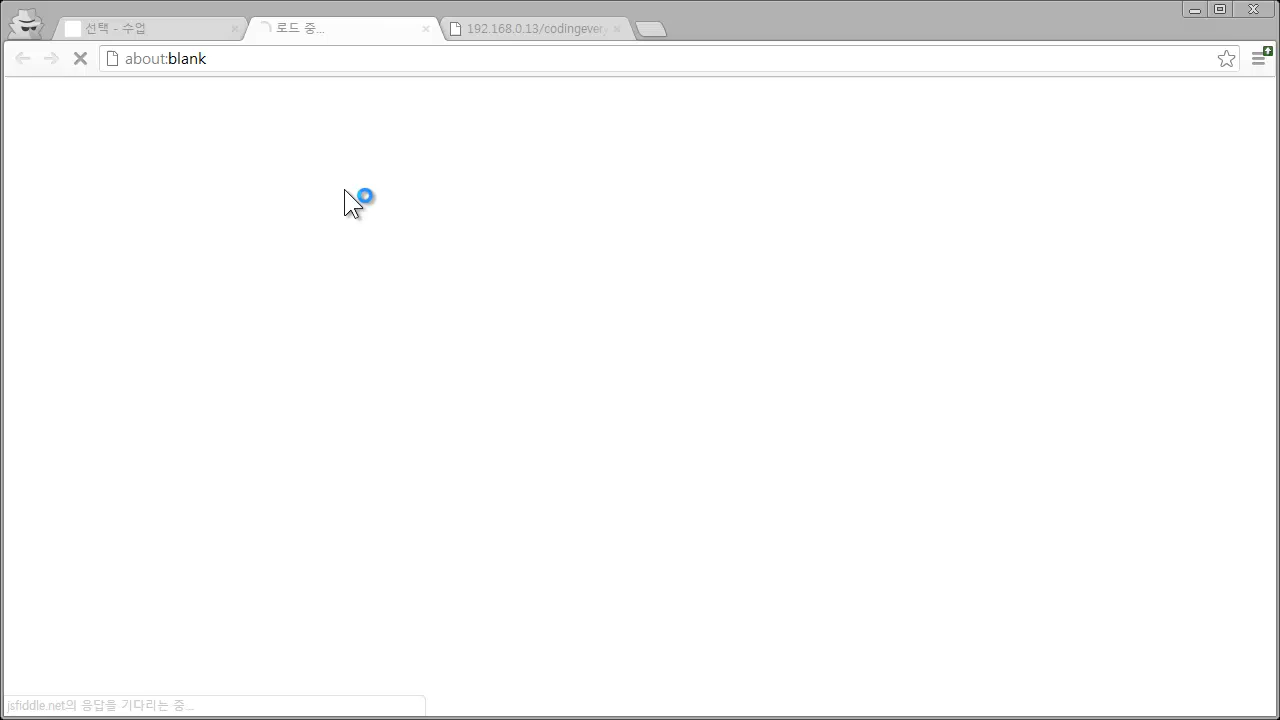 선택 - 수업
로드 중...
192.168.0.13/codingevery
about:blank
jsfiddle.net의 응답을 기다리는 중...